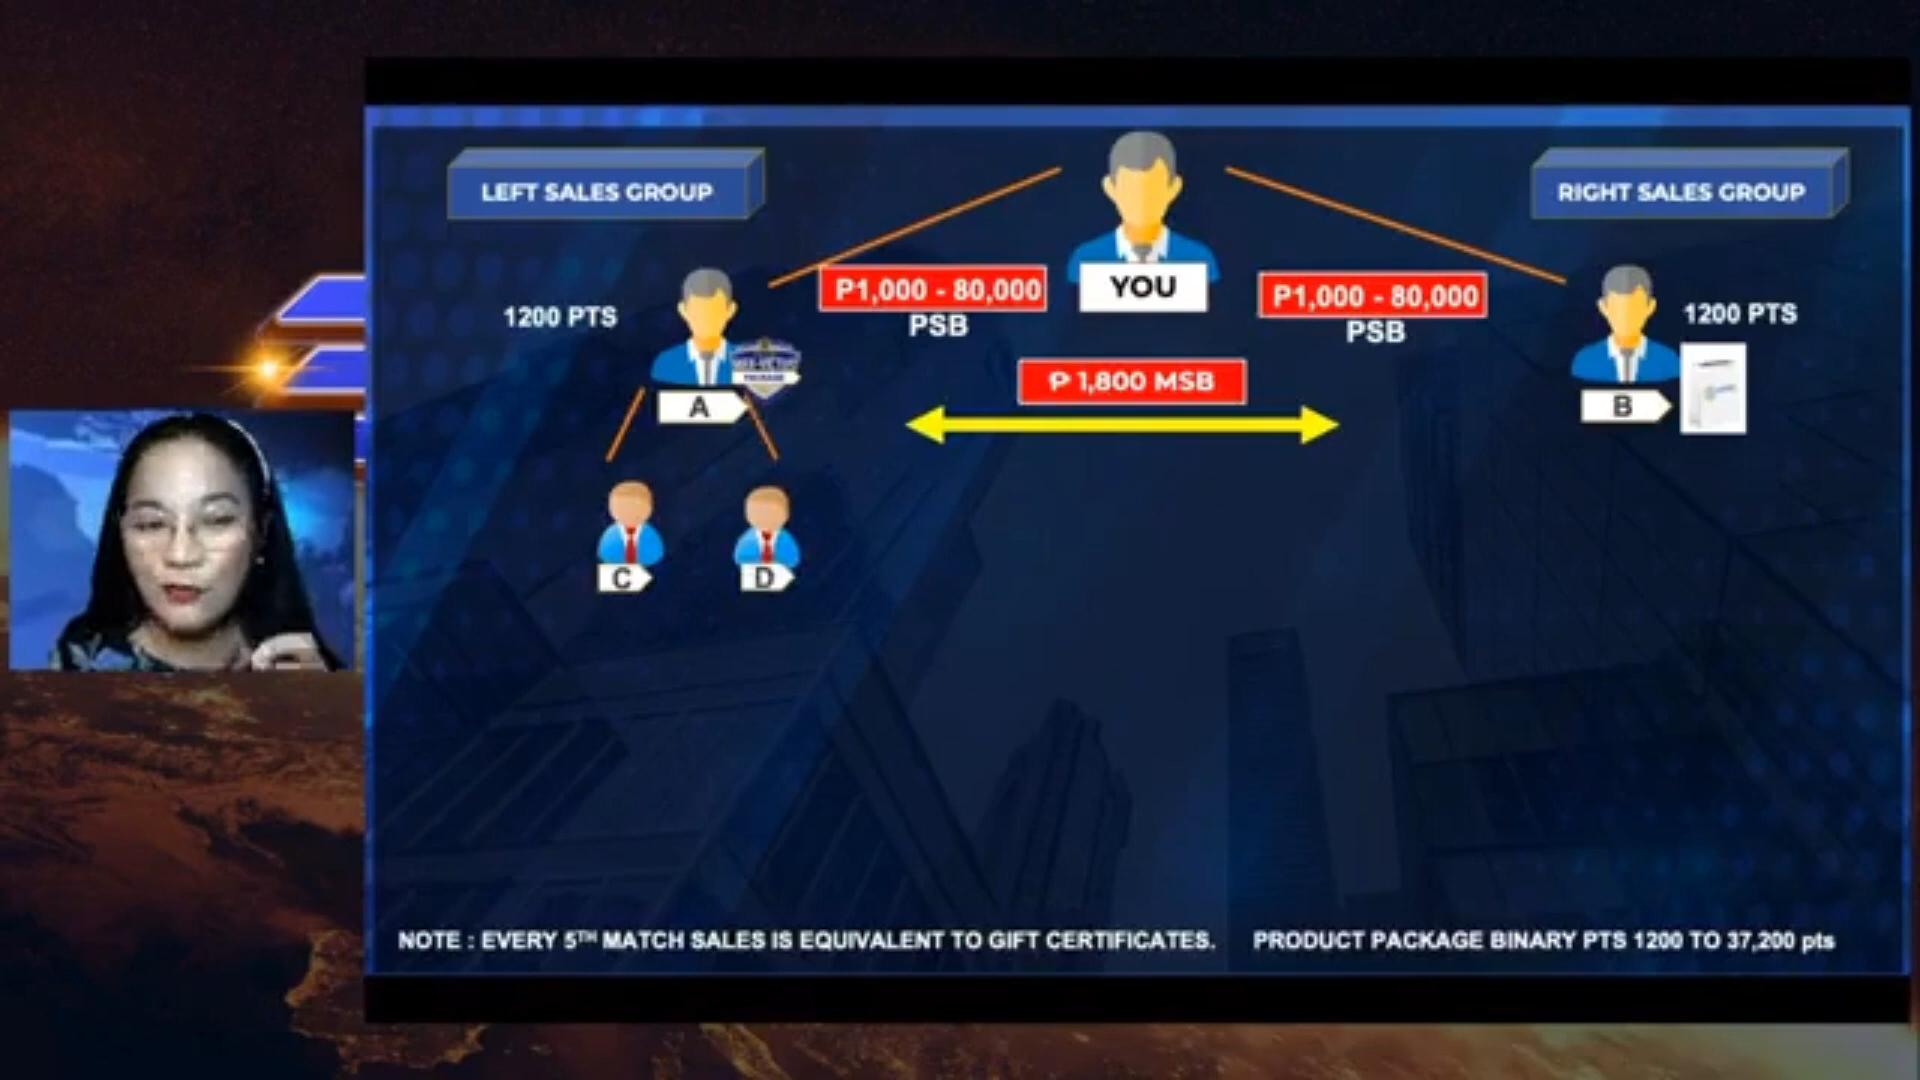 LEFT SALES GROUP
RIGHT SALES GROUP
YOU
P1,000 - 80,000
PSB
P1,000 - 80,000
PSB
1200 PTS
1200 PTS
₱ 1,800 MSB
A
PACKAGE
B
C
D
NOTE : EVERY 5TH MATCH SALES IS EQUIVALENT TO GIFT CERTIFICATES.
PRODUCT PACKAGE BINARY PTS 1200 TO 37,200 pts